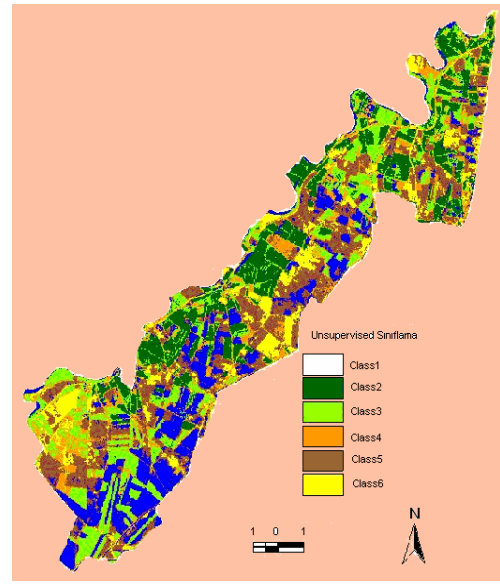 Unsupervised Sınıflama
Class1
Class2
Class3
Class4
Class5
Class6
N
1 0 1